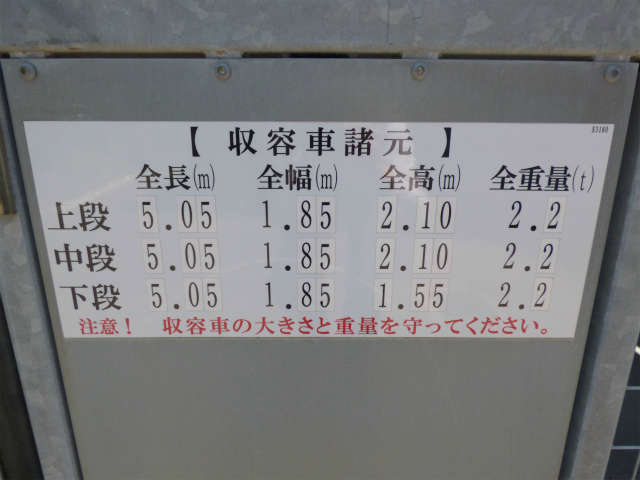 【 収容車諸元 】
全長(m) 全幅(m) 全高(m) 全重量(t)
上段 5.05 1.85 2.10 2.2
中段 5.05 1.85 2.10 2.2
下段 5.05 1.85 1.55 2.2
注意! 収容車の大きさと重量を守ってください。